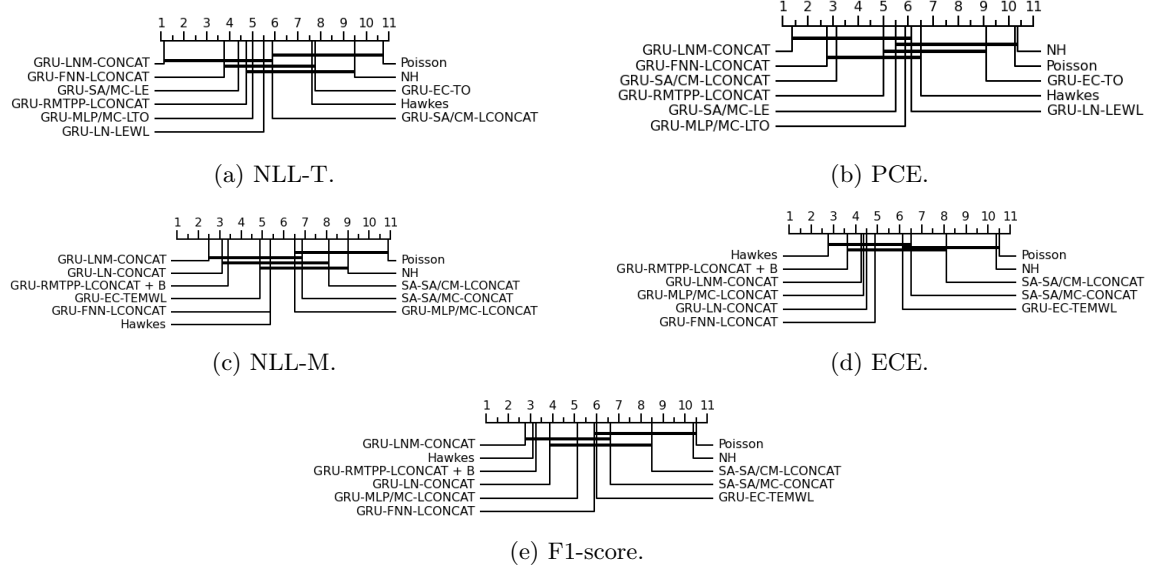 1 2 3 4 5 6 7 8 9 10 11
GRU-LNM-CONCAT
GRU-FNN-LCONCAT
GRU-SA/MC-LE
GRU-RMTPP-LCONCAT
GRU-MLP/MC-LTO
GRU-LN-LEWL
Poisson
NH
GRU-EC-TO
Hawkes
GRU-SA/CM-LCONCAT
(a) NLL-T.
1 2 3 4 5 6 7 8 9 10 11
GRU-LNM-CONCAT
GRU-FNN-LCONCAT
GRU-SA/CM-LCONCAT
GRU-RMTPP-LCONCAT
GRU-SA/MC-LE
GRU-MLP/MC-LTO
NH
Poisson
GRU-EC-TO
Hawkes
GRU-LN-LEWL
(b) PCE.
1 2 3 4 5 6 7 8 9 10 11
GRU-LNM-CONCAT
GRU-LN-CONCAT
GRU-RMTPP-LCONCAT + B
GRU-EC-TEMWL
GRU-FNN-LCONCAT
Hawkes
Poisson
NH
SA-SA/CM-LCONCAT
SA-SA/MC-CONCAT
GRU-MLP/MC-LCONCAT
(c) NLL-M.
1 2 3 4 5 6 7 8 9 10 11
Hawkes
GRU-RMTPP-LCONCAT + B
GRU-LNM-CONCAT
GRU-MLP/MC-LCONCAT
GRU-LN-CONCAT
GRU-FNN-LCONCAT
Poisson
NH
SA-SA/CM-LCONCAT
SA-SA/MC-CONCAT
GRU-EC-TEMWL
(d) ECE.
1 2 3 4 5 6 7 8 9 10 11
GRU-LNM-CONCAT
Hawkes
GRU-RMTPP-LCONCAT + B
GRU-LN-CONCAT
GRU-MLP/MC-LCONCAT
GRU-FNN-LCONCAT
Poisson
NH
SA-SA/CM-LCONCAT
SA-SA/MC-CONCAT
GRU-EC-TEMWL
(e) F1-score.